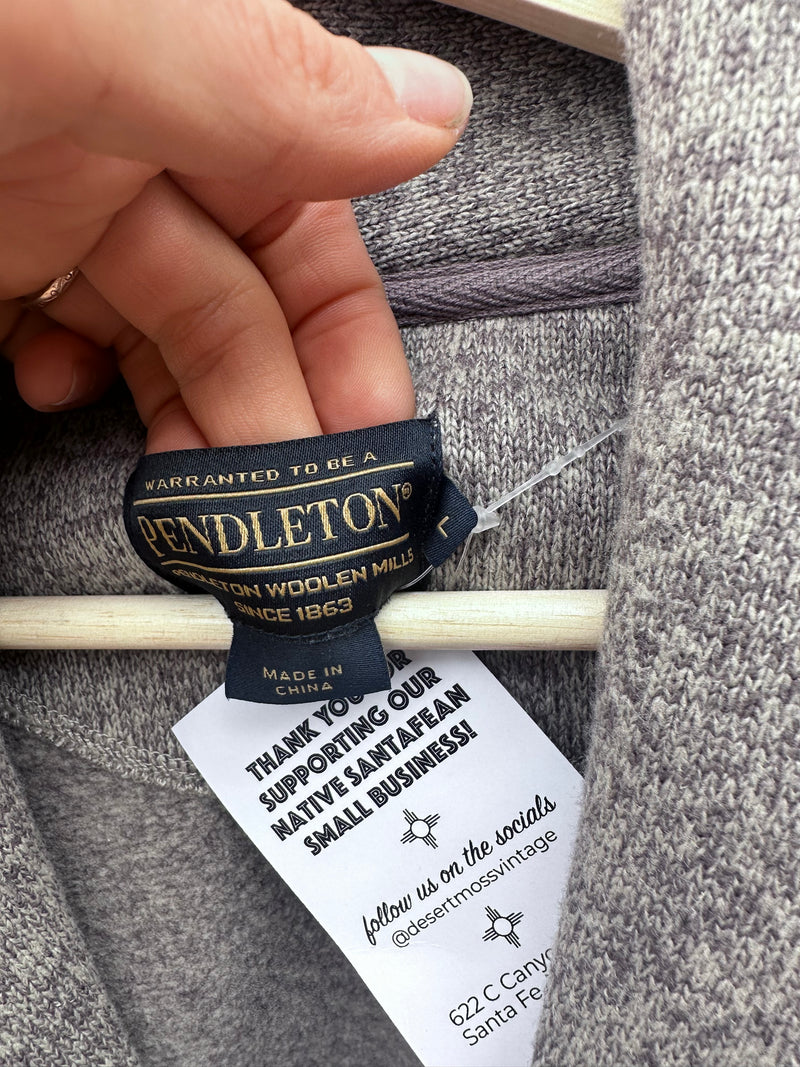 WARRANTED TO BE A
PENDLETON®
PENDLETON WOOLEN MILLS
SINCE 1863
L
MADE IN
CHINA
THANK YOU FOR
SUPPORTING OUR
NATIVE SANTAFEAN
SMALL BUSINESS!
follow us on the socials
@desertmossvintage
622 C
Santa Fe